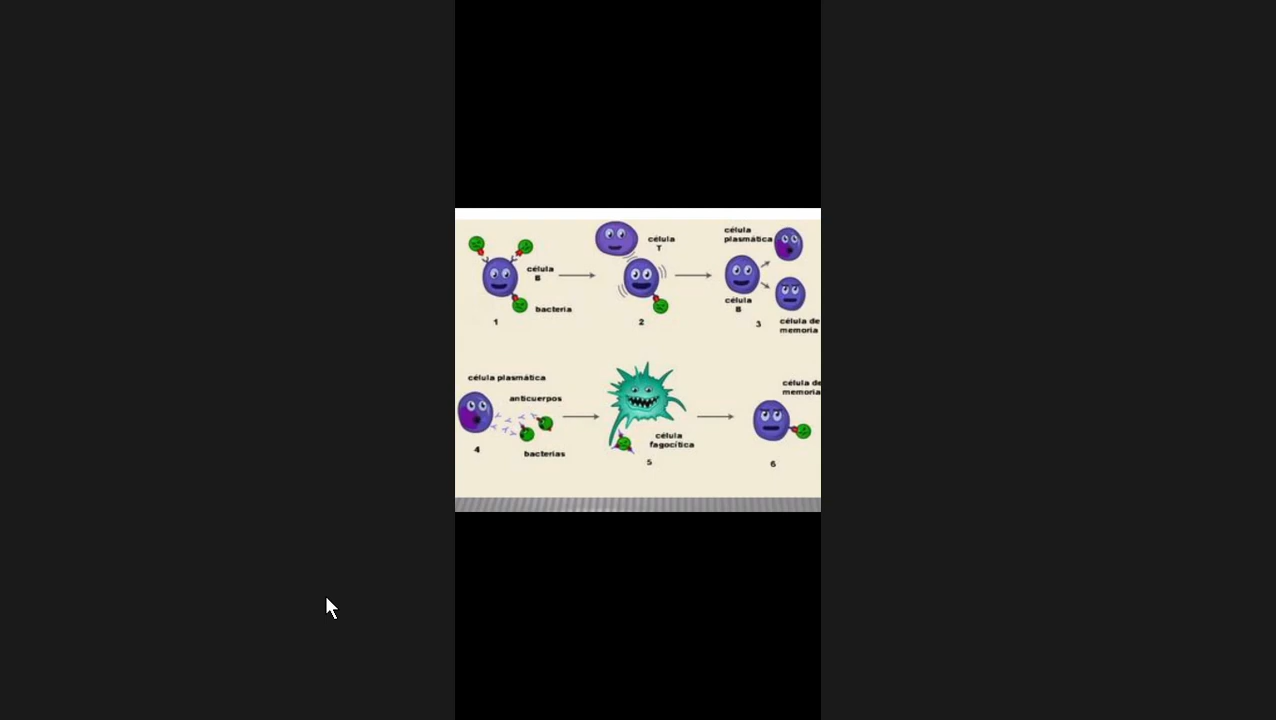 célula
B
bacteria
1
célula
T
2
célula
plasmática
célula
B
3
célula de
memoria
célula plasmática
anticuerpos
bacterias
4
célula
fagocítica
5
célula de
memoria
6